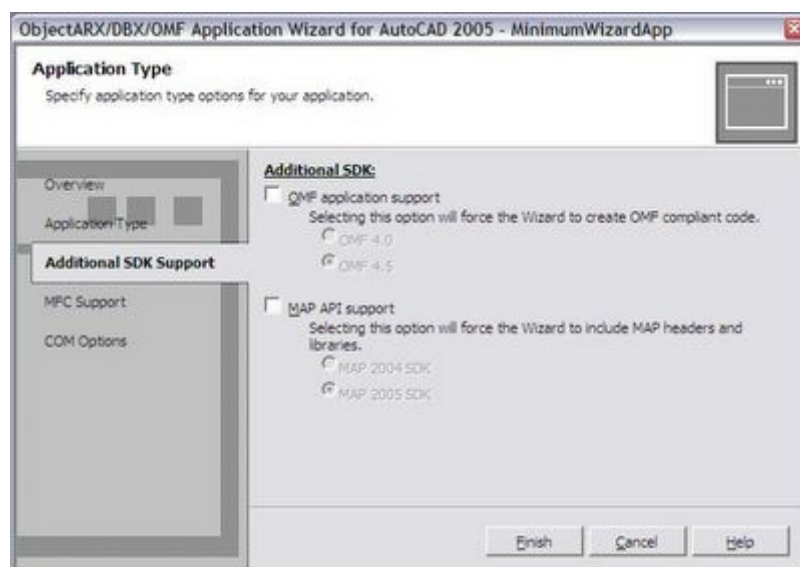 ObjectARX/DBX/OMF Application Wizard for AutoCAD 2005 - MinimumWizardApp
Application Type
Specify application type options for your application.
Overview
Application Type
Additional SDK Support
MFC Support
COM Options
Additional SDK:
OMF application support
Selecting this option will force the Wizard to create OMF compliant code.
OMF 4.0
OMF 4.5
MAP API support
Selecting this option will force the Wizard to include MAP headers and
libraries.
MAP 2004 SDK
MAP 2005 SDK
Finish
Cancel
Help